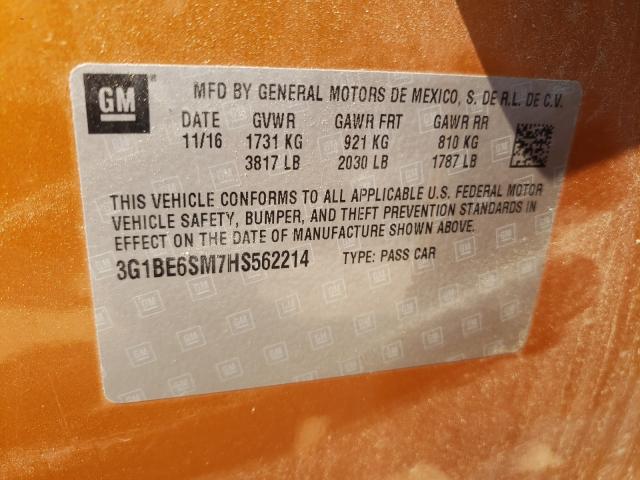 GM
MFD BY GENERAL MOTORS DE MEXICO, S. DE R.L. DE C.V.
DATE GVWR GAWR FRT GAWR RR
11/16 1731 KG 921 KG 810 KG
3817 LB 2030 LB 1787 LB
THIS VEHICLE CONFORMS TO ALL APPLICABLE U.S. FEDERAL MOTOR
VEHICLE SAFETY, BUMPER, AND THEFT PREVENTION STANDARDS IN
EFFECT ON THE DATE OF MANUFACTURE SHOWN ABOVE.
3G1BE6SM7HS562214 TYPE: PASS CAR